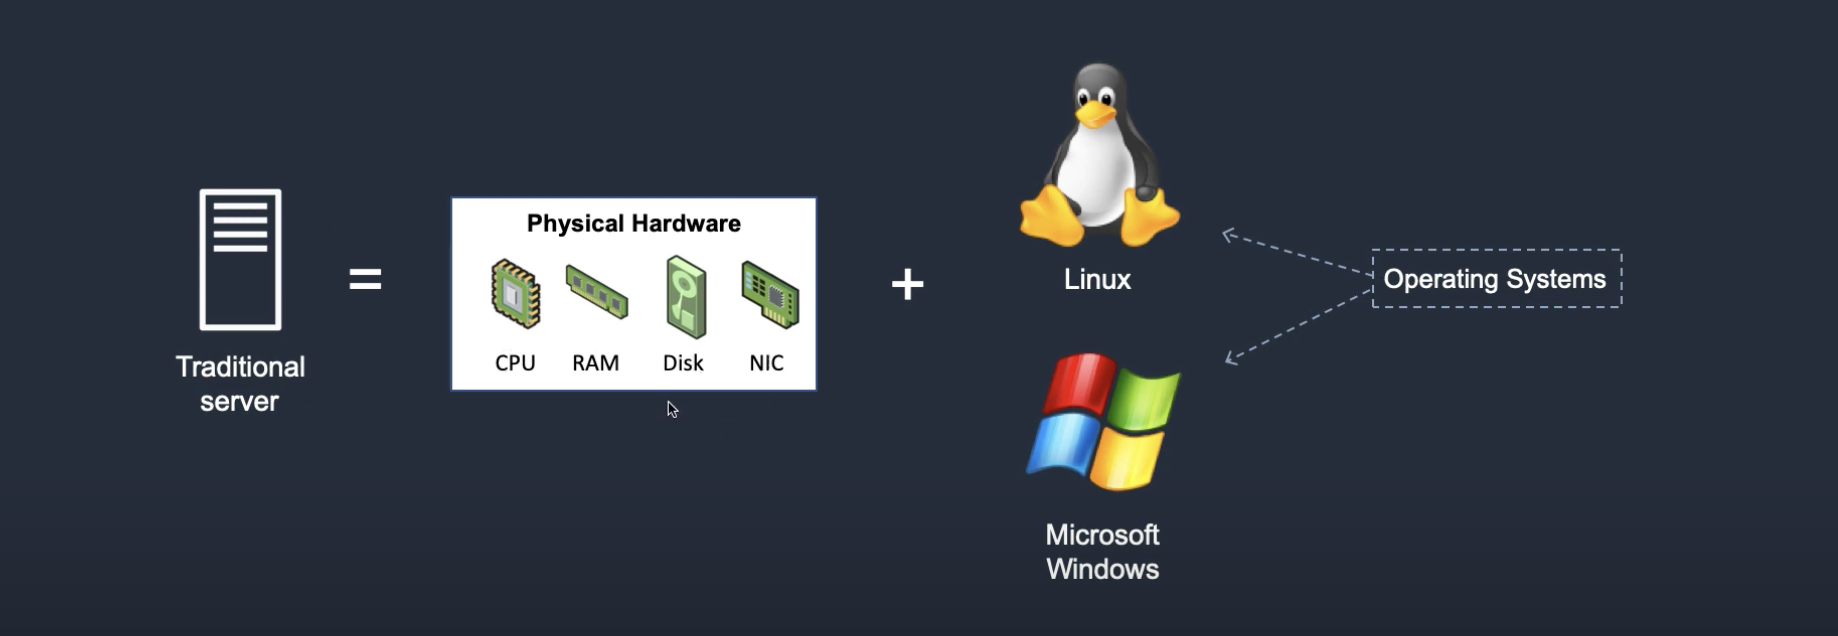 Traditional
server
=
Physical Hardware
CPU RAM Disk NIC
+
Linux
Microsoft
Windows
Operating Systems